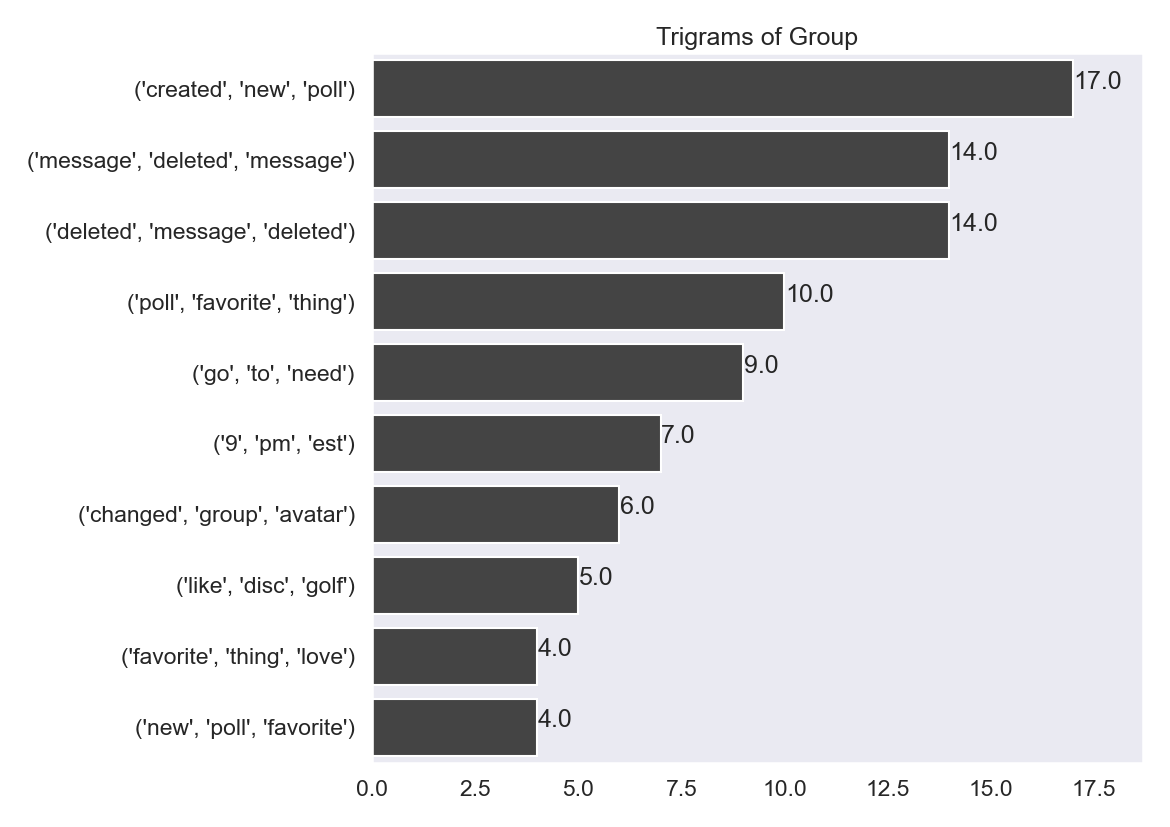 Trigrams of Group
('created', 'new', 'poll')
17.0
('message', 'deleted', 'message')
14.0
('deleted', 'message', 'deleted')
14.0
('poll', 'favorite', 'thing')
10.0
('go', 'to', 'need')
9.0
('9', 'pm', 'est')
7.0
('changed', 'group', 'avatar')
6.0
('like', 'disc', 'golf')
5.0
('favorite', 'thing', 'love')
4.0
('new', 'poll', 'favorite')
4.0
0.0 2.5 5.0 7.5 10.0 12.5 15.0 17.5